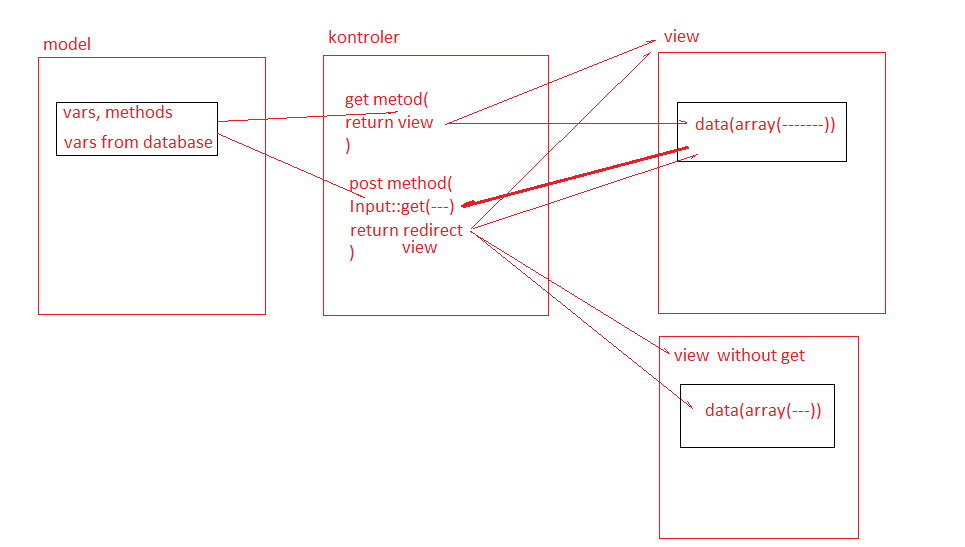 model
vars, methods
vars from database
kontroler
get metod(
return view
)
post method(
Input::get(---)
return redirect
view
)
view
data(array(-------))
view without get
data(array(---))